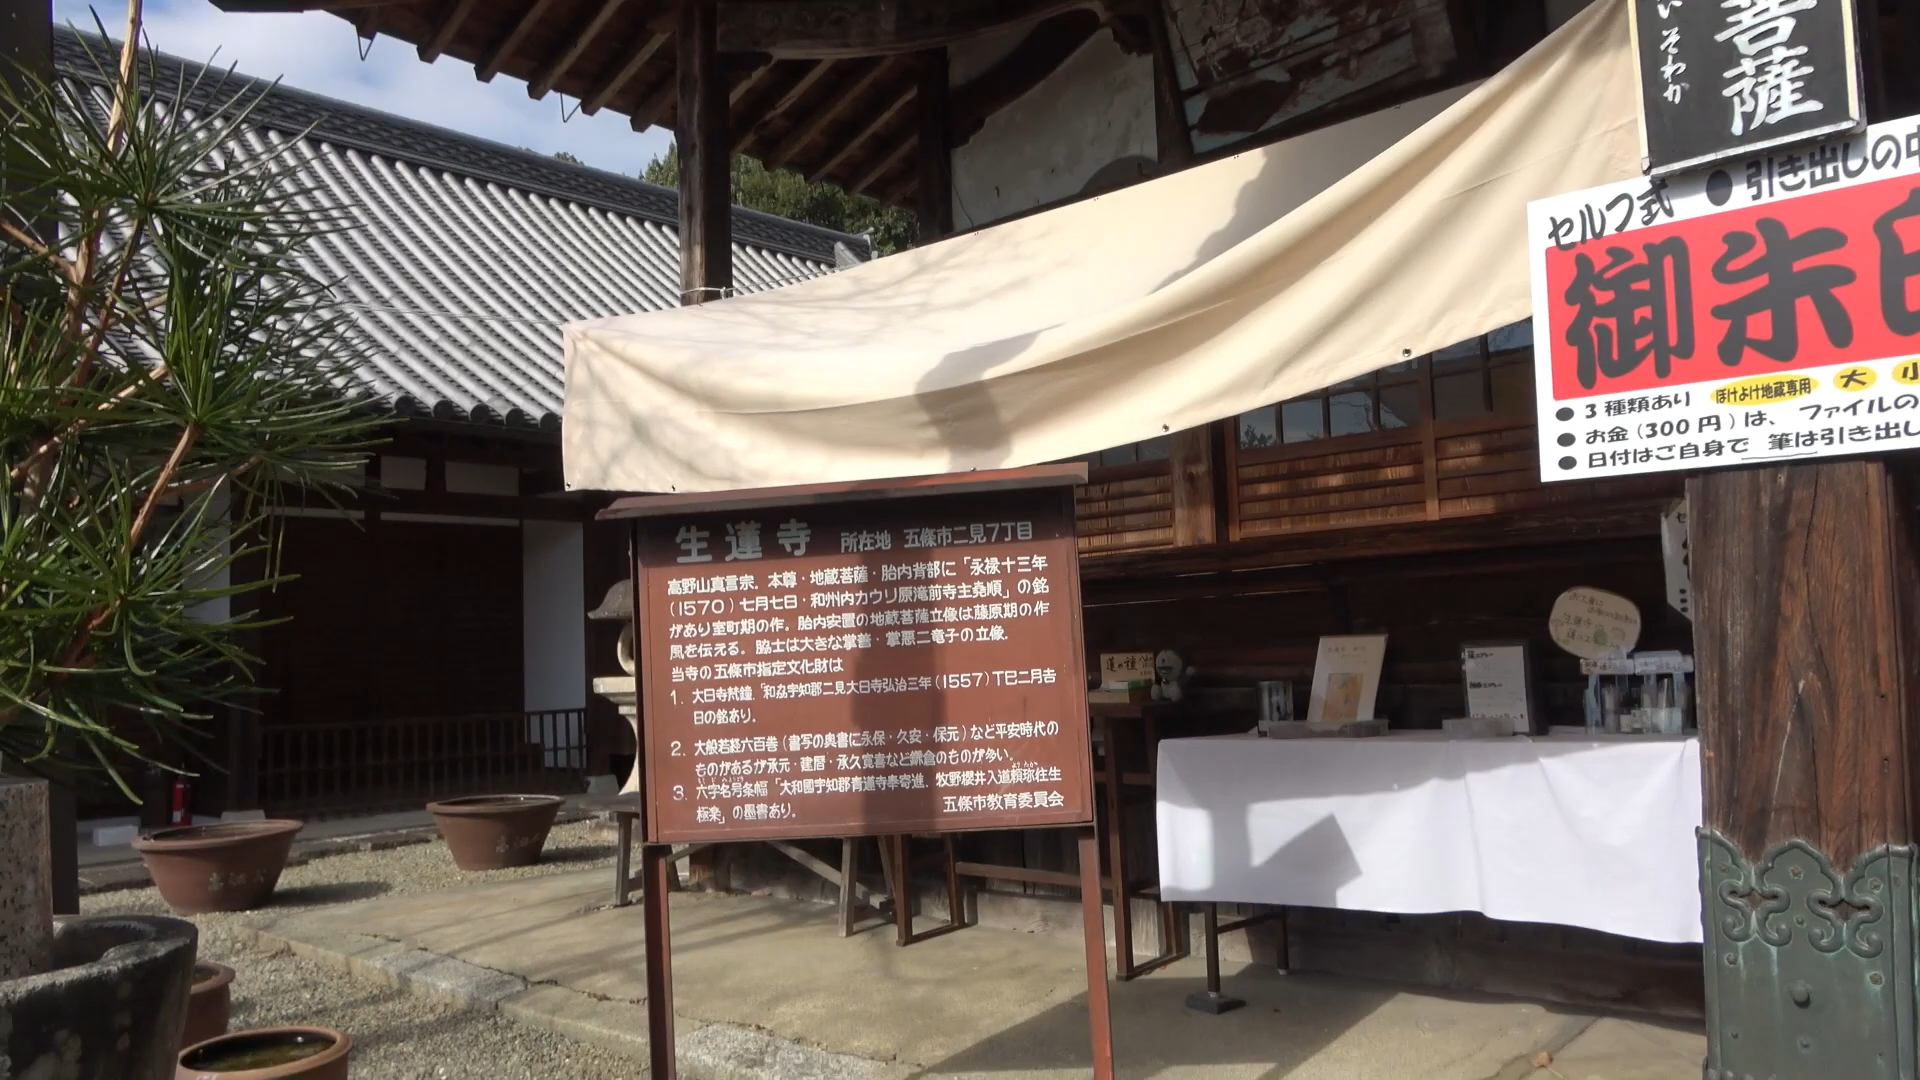 生蓮寺 所在地 五條市二見7丁目
高野山真言宗、本尊・地蔵菩薩・胎内背部に「永禄十三年
(1570)七月七日・和州内カウリ原滝前寺主堯順」の銘
があり室町期の作。胎内安置の地蔵菩薩立像は藤原期の作
風を伝える。脇士は大きな掌善・掌悪二竜子の立像.
当寺の五條市指定文化財は
1. 大日寺梵鐘「和刕宇知郡二見大日寺弘治三年(1557)丁巳二月吉
日の銘あり。
2. 大般若経六百巻(書写の奥書に永保・久安・保元)など平安時代の
ものがあるが承元・建暦・承久寛喜など鎌倉のものが多い。
3. 六字名号条幅「大和國宇知郡青蓮寺奉寄進、牧野櫻井入道頼珎往生
極楽」の墨書あり。
五條市教育委員会
菩薩
いそわか
セルフ式 ●引き出しの中
御朱印
●3種類あり ぼけよけ地蔵専用 大 小
●お金(300円)は、ファイルの
●日付はご自身で 筆は引き出し
蓮の種